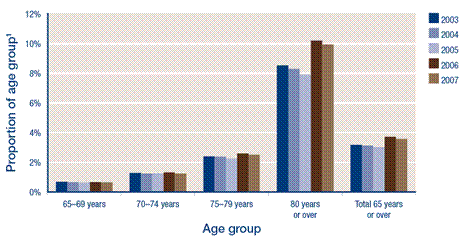 12%
10%
8%
6%
4%
2%
0%
Proportion of age group¹
65–69 years
70–74 years
75–79 years
80 years
or over
Total 65 years
or over
Age group
2003
2004
2005
2006
2007